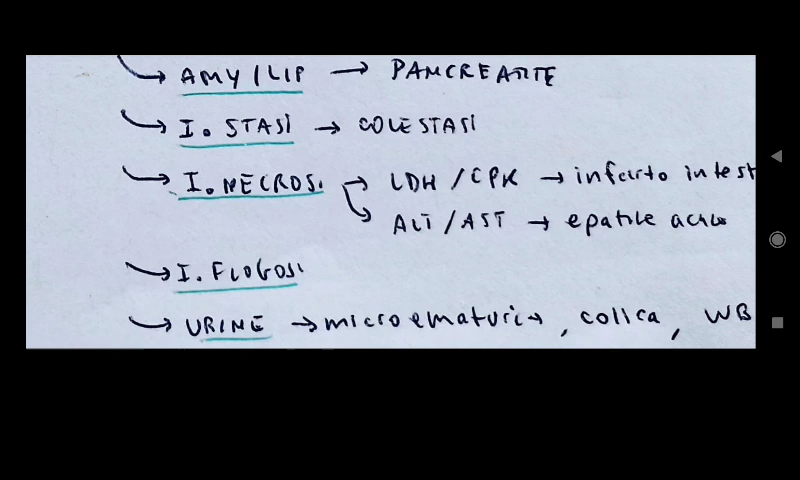 AMY/LIP → PANCREATITE
I. STASI → COLESTASI
I. NECROSI → LDH/CPK → infarto intest
ALT/AST → epatite acuta
I. FLOGOSI
URINE → microematuria, colica, WB